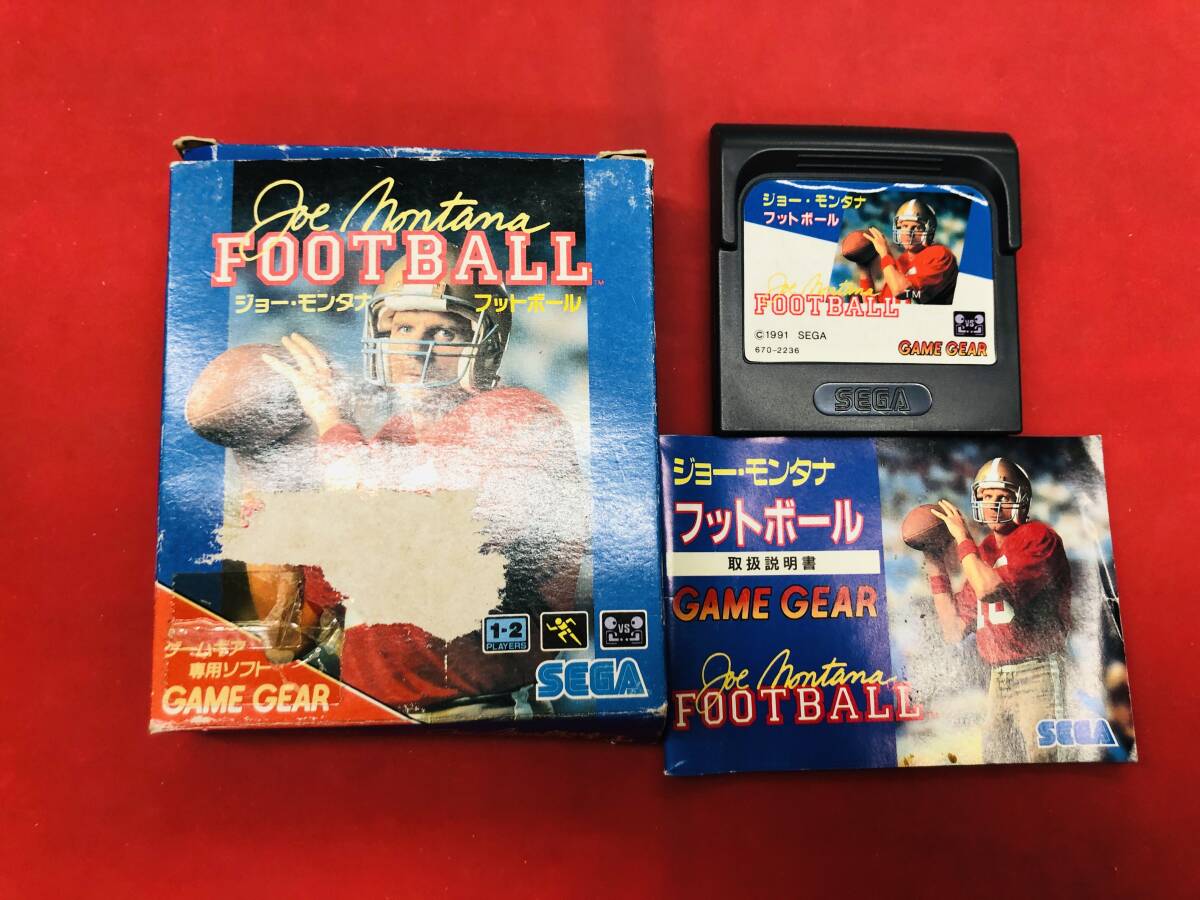 Joe Montana
FOOTBALL™
ジョー・モンタナ フットボール
1-2
PLAYERS
VS
SEGA
ゲームギア
専用ソフト
GAME GEAR
ジョー・モンタナ
フットボール
Joe Montana
FOOTBALL™
©1991 SEGA
670-2236
VS
GAME GEAR
SEGA
ジョー・モンタナ
フットボール
取扱説明書
GAME GEAR
Joe Montana
FOOTBALL
SEGA